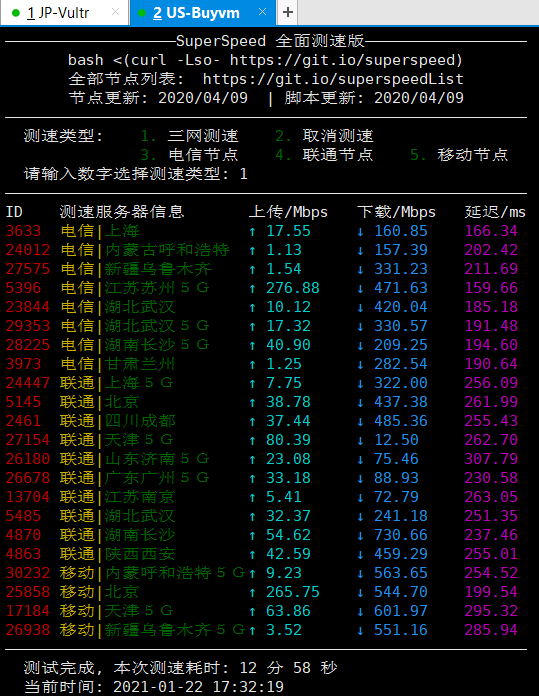 1 JP-Vultr × 2 US-Buyvm × +
SuperSpeed 全面测速版
bash <(curl -Lso- https://git.io/superspeed)
全部节点列表: https://git.io/superspeedList
节点更新: 2020/04/09 | 脚本更新: 2020/04/09
测速类型: 1. 三网测速 2. 取消测速
3. 电信节点 4. 联通节点 5. 移动节点
请输入数字选择测速类型: 1
ID 测速服务器信息 上传/Mbps 下载/Mbps 延迟/ms
3633 电信|上海 ↑ 17.55 ↓ 160.85 166.34
24012 电信|内蒙古呼和浩特 ↑ 1.13 ↓ 157.39 202.42
27575 电信|新疆乌鲁木齐 ↑ 1.54 ↓ 331.23 211.69
5396 电信|江苏苏州5G ↑ 276.88 ↓ 471.63 159.66
23844 电信|湖北武汉 ↑ 10.12 ↓ 420.04 185.18
29353 电信|湖北武汉5G ↑ 17.32 ↓ 330.57 191.48
28225 电信|湖南长沙5G ↑ 40.90 ↓ 209.25 194.60
3973 电信|甘肃兰州 ↑ 1.25 ↓ 282.54 190.64
24447 联通|上海5G ↑ 7.75 ↓ 322.00 256.09
5145 联通|北京 ↑ 38.78 ↓ 437.38 261.99
2461 联通|四川成都 ↑ 37.44 ↓ 485.36 255.43
27154 联通|天津5G ↑ 80.39 ↓ 12.50 262.70
26180 联通|山东济南5G ↑ 23.08 ↓ 75.46 307.79
26678 联通|广东广州5G ↑ 33.18 ↓ 88.93 230.58
13704 联通|江苏南京 ↑ 5.41 ↓ 72.79 263.05
5485 联通|湖北武汉 ↑ 32.37 ↓ 241.18 251.35
4870 联通|湖南长沙 ↑ 54.62 ↓ 730.66 237.46
4863 联通|陕西西安 ↑ 42.59 ↓ 459.29 255.01
30232 移动|内蒙呼和浩特5G ↑ 9.23 ↓ 563.65 254.52
25858 移动|北京 ↑ 265.75 ↓ 544.70 199.54
17184 移动|天津5G ↑ 63.86 ↓ 601.97 295.32
26938 移动|新疆乌鲁木齐5G ↑ 3.52 ↓ 551.16 285.94
测试完成, 本次测速耗时: 12 分 58 秒
当前时间: 2021-01-22 17:32:19